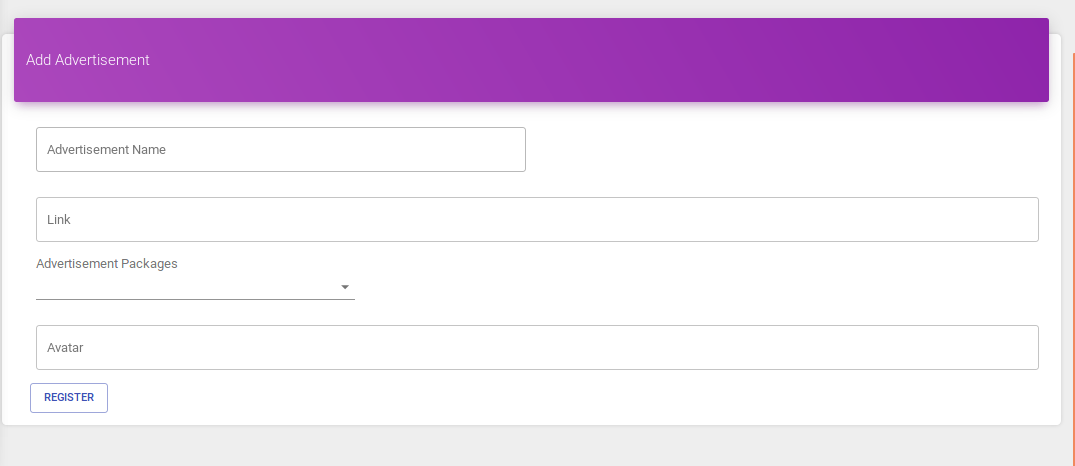 Add Advertisement
Advertisement Name
Link
Advertisement Packages
Avatar
REGISTER